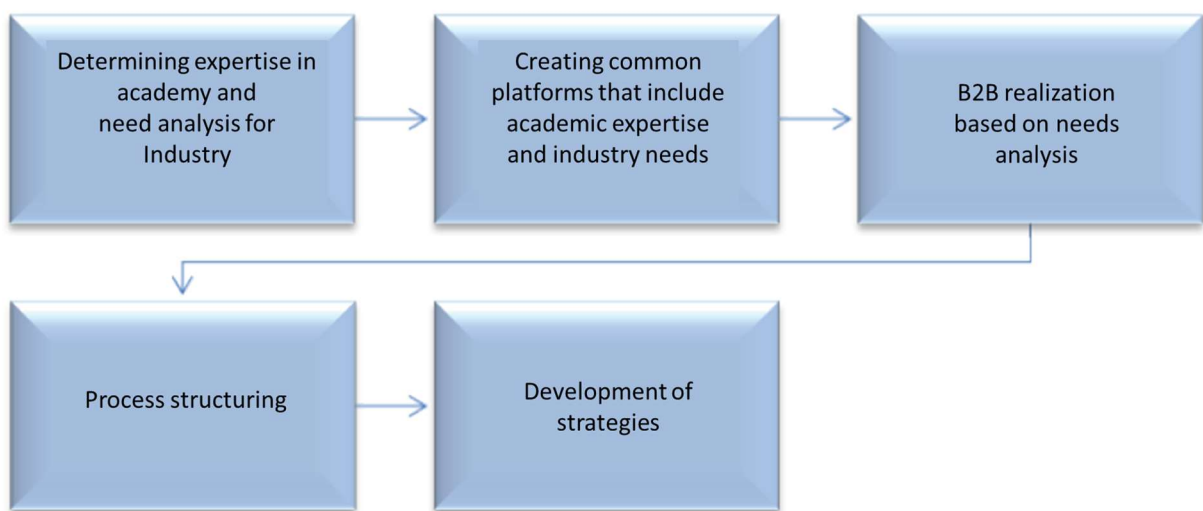 Determining expertise in
academy and
need analysis for
Industry
Creating common
platforms that include
academic expertise
and industry needs
B2B realization
based on needs
analysis
Process structuring
Development of
strategies